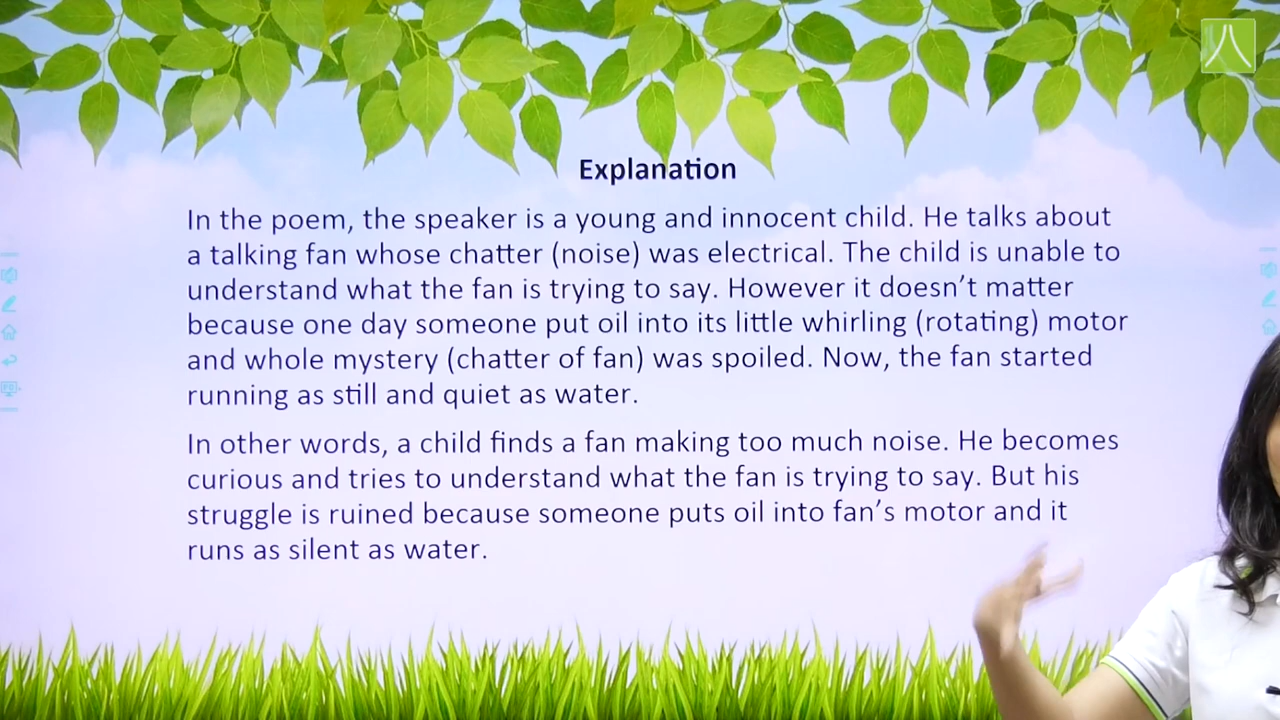 Explanation
In the poem, the speaker is a young and innocent child. He talks about
a talking fan whose chatter (noise) was electrical. The child is unable to
understand what the fan is trying to say. However it doesn’t matter
because one day someone put oil into its little whirling (rotating) motor
and whole mystery (chatter of fan) was spoiled. Now, the fan started
running as still and quiet as water.
In other words, a child finds a fan making too much noise. He becomes
curious and tries to understand what the fan is trying to say. But his
struggle is ruined because someone puts oil into fan’s motor and it
runs as silent as water.